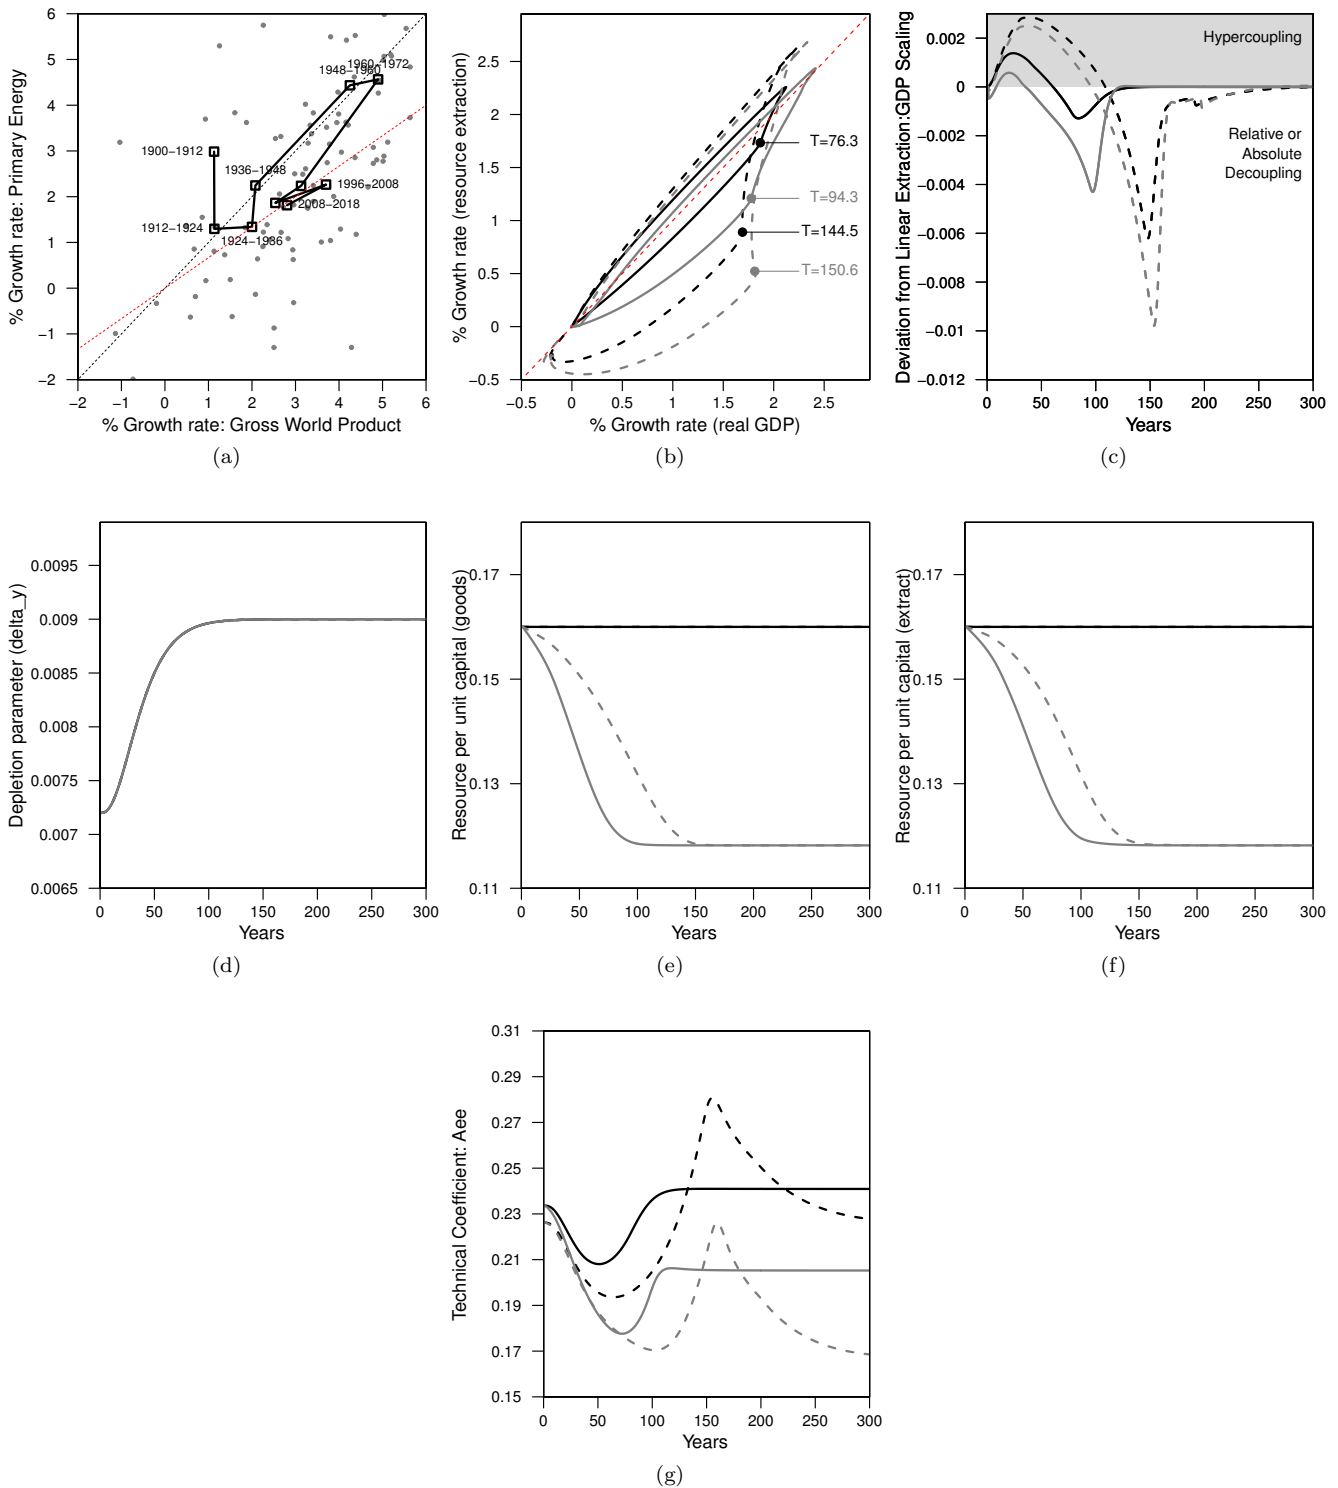 % Growth rate: Primary Energy
6
5
4
3
2
1
0
−1
−2
1960−1972
1948−1960
1900−1912
1936−1948
1996−2008
2008−2018
1912−1924
1924−1936
−2 −1 0 1 2 3 4 5 6
% Growth rate: Gross World Product
(a)
% Growth rate (resource extraction)
2.5
2
1.5
1
0.5
0
−0.5
T=76.3
T=94.3
T=144.5
T=150.6
−0.5 0 0.5 1 1.5 2 2.5
% Growth rate (real GDP)
(b)
Deviation from Linear Extraction:GDP Scaling
0.002
0
−0.002
−0.004
−0.006
−0.008
−0.01
−0.012
Hypercoupling
Relative or
Absolute
Decoupling
0 50 100 150 200 250 300
Years
(c)
Depletion parameter (delta_y)
0.0095
0.009
0.0085
0.008
0.0075
0.007
0.0065
0 50 100 150 200 250 300
Years
(d)
Resource per unit capital (goods)
0.17
0.15
0.13
0.11
0 50 100 150 200 250 300
Years
(e)
Resource per unit capital (extract)
0.17
0.15
0.13
0.11
0 50 100 150 200 250 300
Years
(f)
Technical Coefficient: Aee
0.31
0.29
0.27
0.25
0.23
0.21
0.19
0.17
0.15
0 50 100 150 200 250 300
Years
(g)